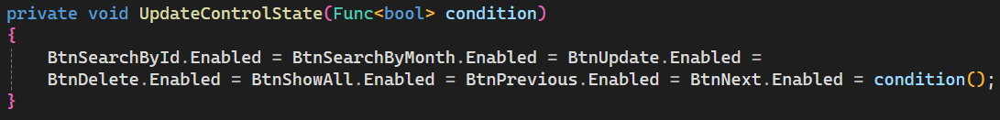 private void UpdateControlState(Func<bool> condition)
{
BtnSearchById.Enabled = BtnSearchByMonth.Enabled = BtnUpdate.Enabled =
BtnDelete.Enabled = BtnShowAll.Enabled = BtnPrevious.Enabled = BtnNext.Enabled = condition();
}